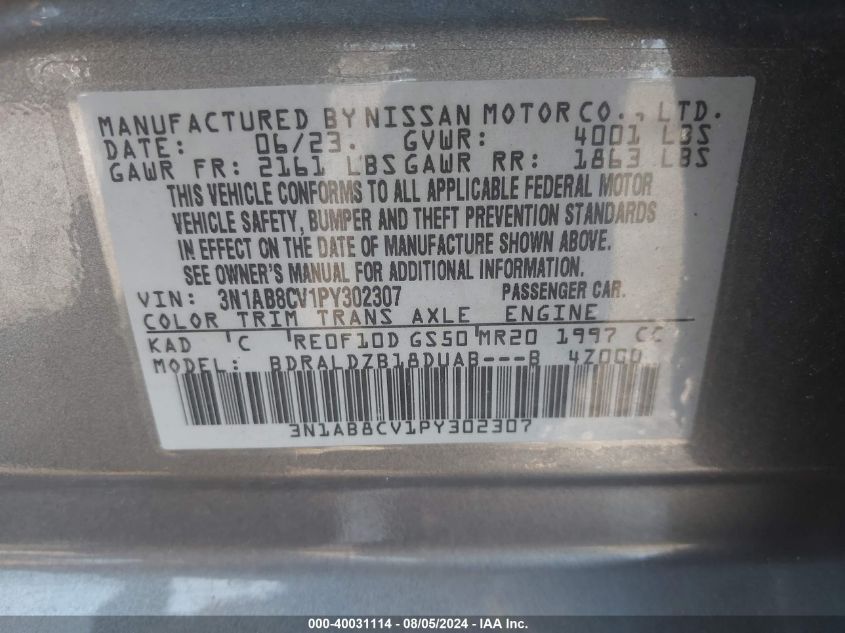 MANUFACTURED BY NISSAN MOTOR CO., LTD.
DATE: 06/23. GVWR: 4001 LBS
GAWR FR: 2161 LBS GAWR RR: 1863 LBS
THIS VEHICLE CONFORMS TO ALL APPLICABLE FEDERAL MOTOR
VEHICLE SAFETY, BUMPER AND THEFT PREVENTION STANDARDS
IN EFFECT ON THE DATE OF MANUFACTURE SHOWN ABOVE.
SEE OWNER'S MANUAL FOR ADDITIONAL INFORMATION.
VIN: 3N1AB8CV1PY302307 PASSENGER CAR.
COLOR TRIM TRANS AXLE ENGINE
KAD C RE0F10D GS50 MR20 1997 CC
MODEL: BDRALDZB18DUAB---B 4Z0GD
3N1AB8CV1PY302307
000-40031114 - 08/05/2024 - IAA Inc.